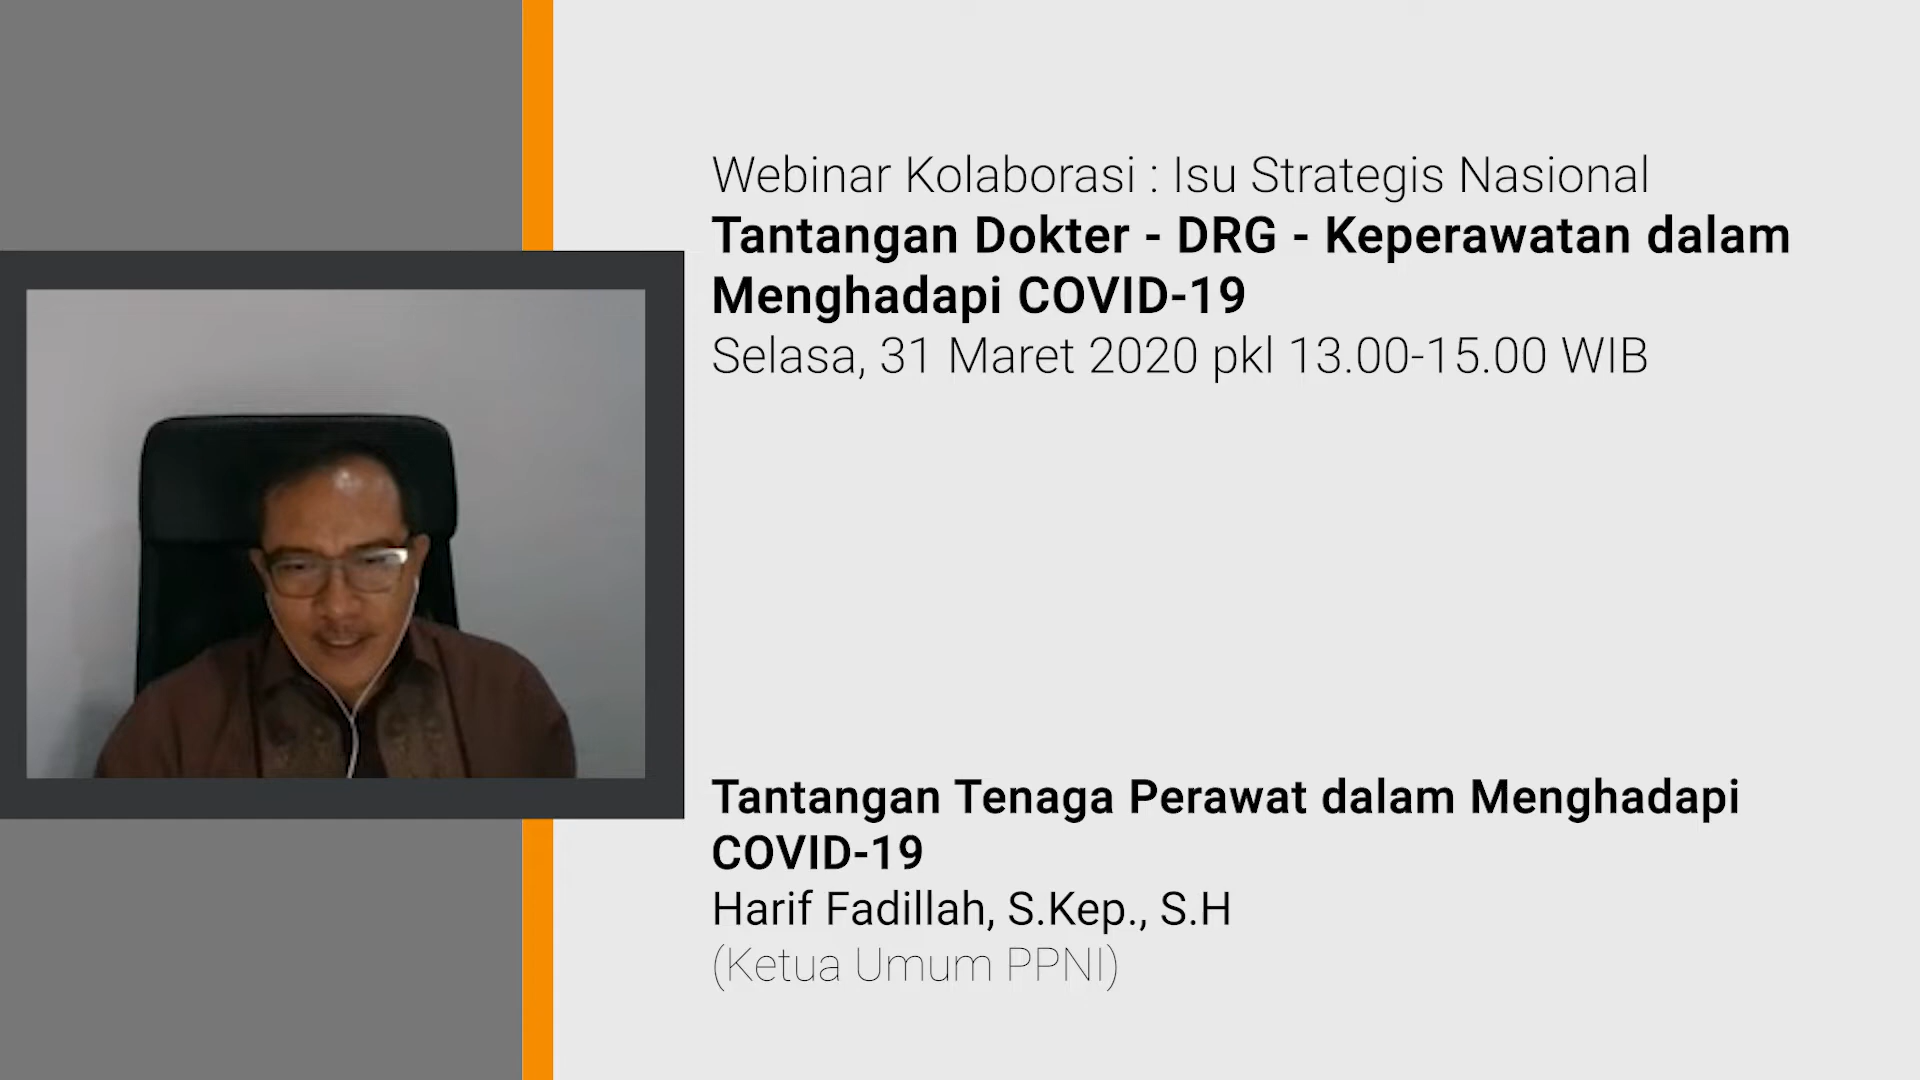 Webinar Kolaborasi : Isu Strategis Nasional
Tantangan Dokter - DRG - Keperawatan dalam
Menghadapi COVID-19
Selasa, 31 Maret 2020 pkl 13.00-15.00 WIB
Tantangan Tenaga Perawat dalam Menghadapi
COVID-19
Harif Fadillah, S.Kep., S.H
(Ketua Umum PPNI)